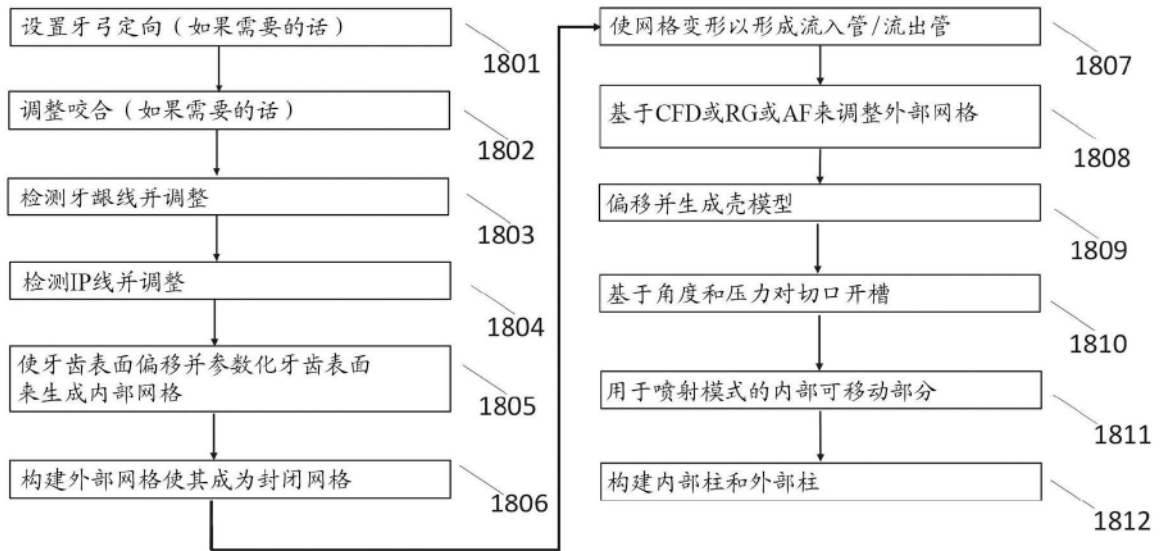 设置牙弓定向（如果需要的话）
1801
调整咬合（如果需要的话）
1802
检测牙龈线并调整
1803
检测IP线并调整
1804
使牙齿表面偏移并参数化牙齿表面
来生成内部网格
1805
构建外部网格使其成为封闭网格
1806
使网格变形以形成流入管/流出管
1807
基于CFD或RG或AF来调整外部网格
1808
偏移并生成壳模型
1809
基于角度和压力对切口开槽
1810
用于喷射模式的内部可移动部分
1811
构建内部柱和外部柱
1812